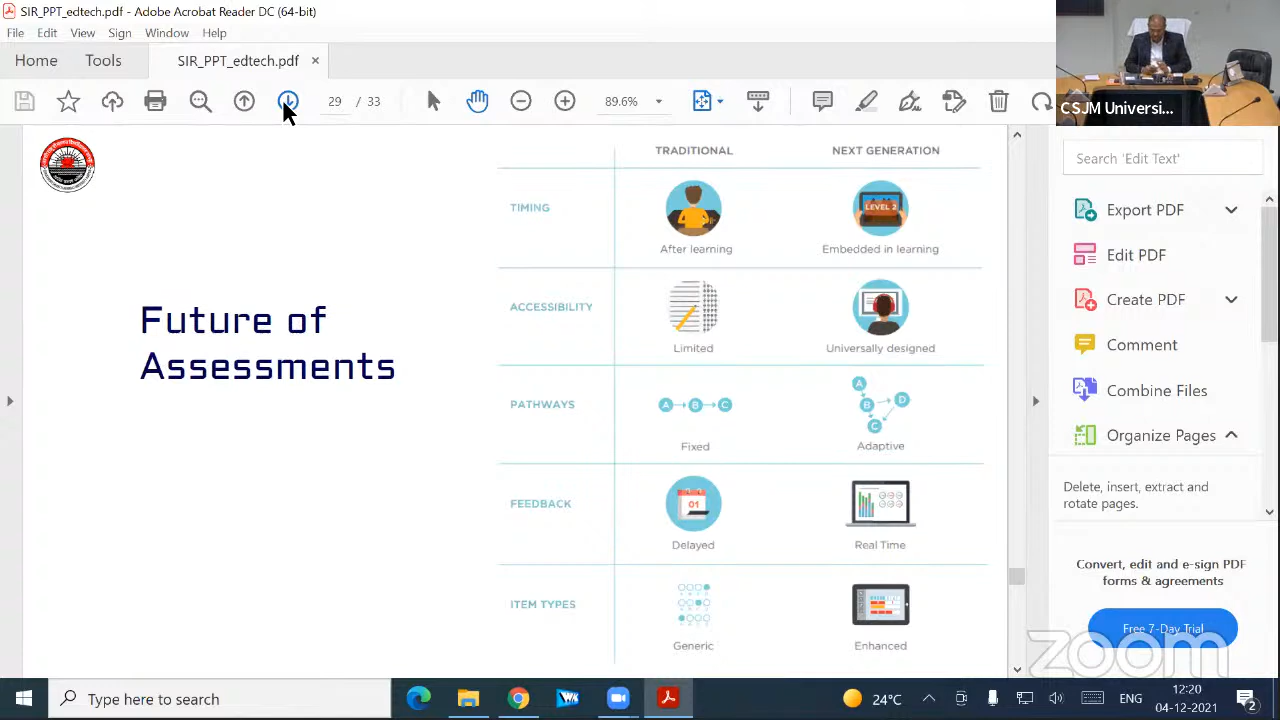 SIR_PPT_edtech.pdf - Adobe Acrobat Reader DC (64-bit)
File Edit View Sign Window Help
Home Tools SIR_PPT_edtech.pdf ×
29 / 33 89.6%
CSJM Universi...
Search 'Edit Text'
Export PDF
Edit PDF
Create PDF
Comment
Combine Files
Organize Pages
Delete, insert, extract and
rotate pages.
Convert, edit and e-sign PDF
forms & agreements
Free 7-Day Trial
zoom
Future of
Assessments
TRADITIONAL NEXT GENERATION
TIMING
LEVEL 2
After learning Embedded in learning
ACCESSIBILITY
Limited Universally designed
PATHWAYS
A B C
A
B D
C
Fixed Adaptive
FEEDBACK
01
Delayed Real Time
ITEM TYPES
Generic Enhanced
Type here to search
24°C ENG
12:20
04-12-2021
2